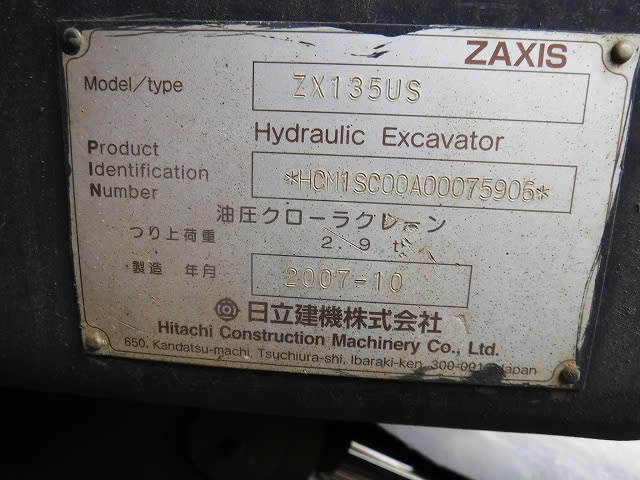 ZAXIS
Model/type ZX135US
Hydraulic Excavator
Product
Identification *HCM1SC00A00075906*
Number
油圧クローラクレーン
つり上荷重 2.9 t
製造 年月 2007-10
日立建機株式会社
Hitachi Construction Machinery Co., Ltd.
650, Kandatsu-machi, Tsuchiura-shi, Ibaraki-ken, Japan